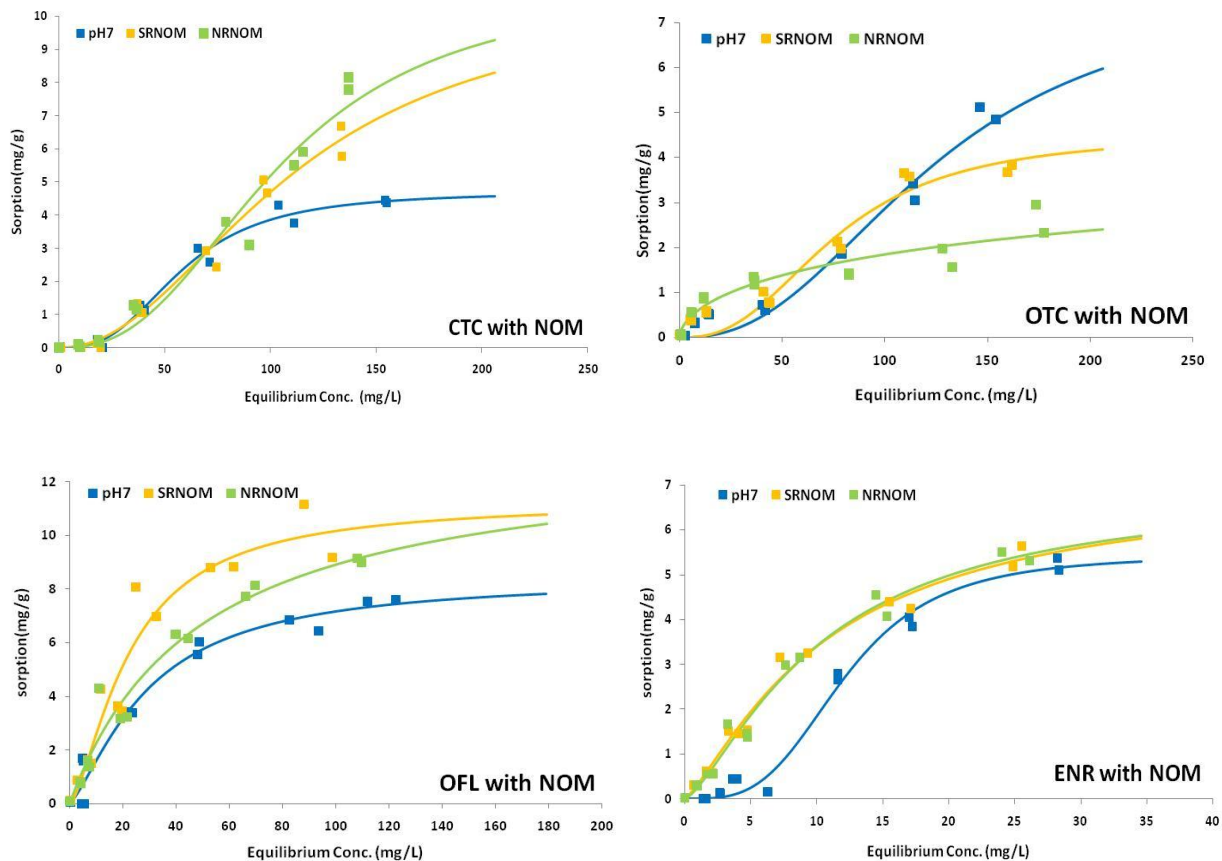 10
9
8
7
6
5
4
3
2
1
0
Sorption(mg/g)
pH7 SRNOM NRNOM
CTC with NOM
0 50 100 150 200 250
Equilibrium Conc. (mg/L)
7
6
5
4
3
2
1
0
Sorption(mg/g)
pH7 SRNOM NRNOM
OTC with NOM
0 50 100 150 200 250
Equilibrium Conc. (mg/L)
12
10
8
6
4
2
0
sorption(mg/g)
pH7 SRNOM NRNOM
OFL with NOM
0 20 40 60 80 100 120 140 160 180 200
Equilibrium Conc. (mg/L)
7
6
5
4
3
2
1
0
sorption(mg/g)
pH7 SRNOM NRNOM
ENR with NOM
0 5 10 15 20 25 30 35 40
Equilibrium Conc. (mg/L)